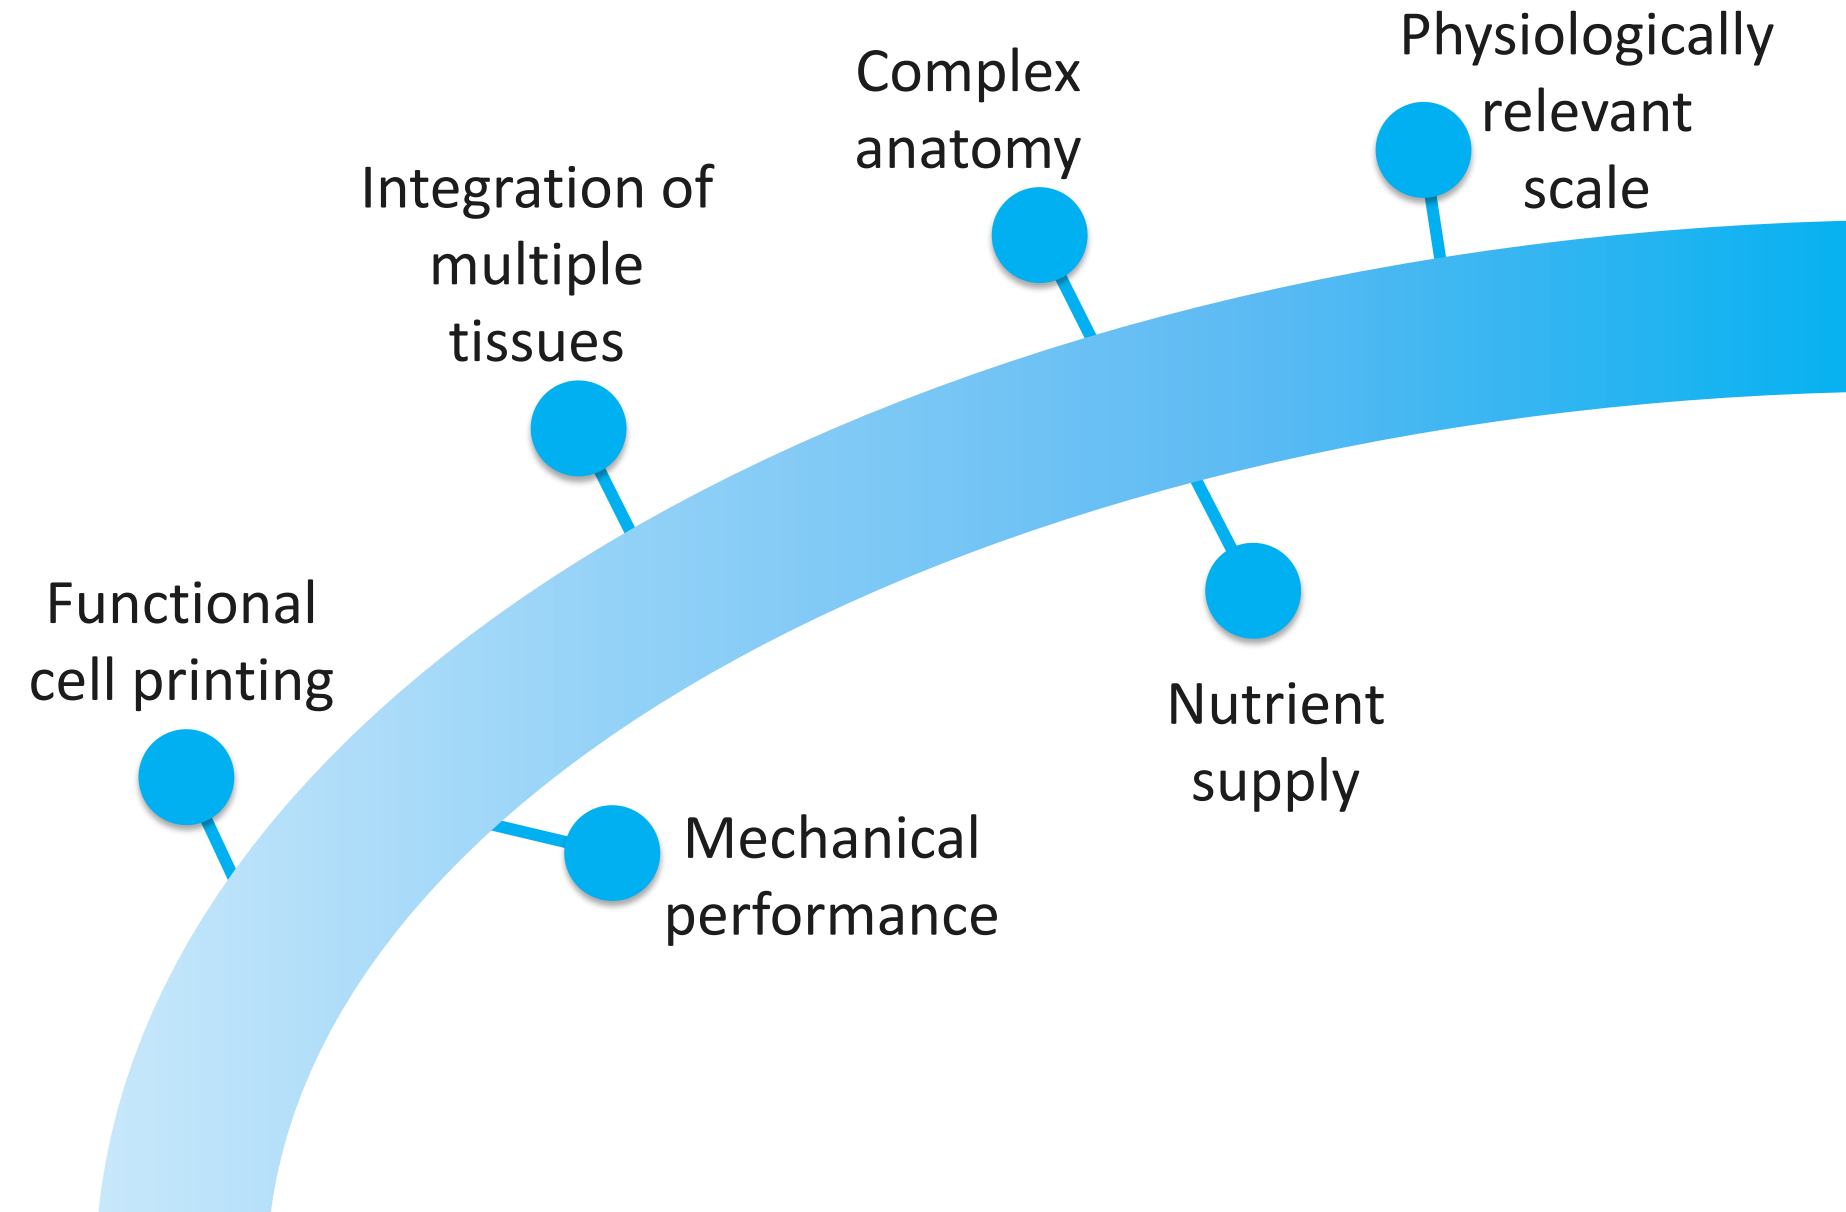 Physiologically
relevant
scale
Complex
anatomy
Integration of
multiple
tissues
Functional
cell printing
Nutrient
supply
Mechanical
performance